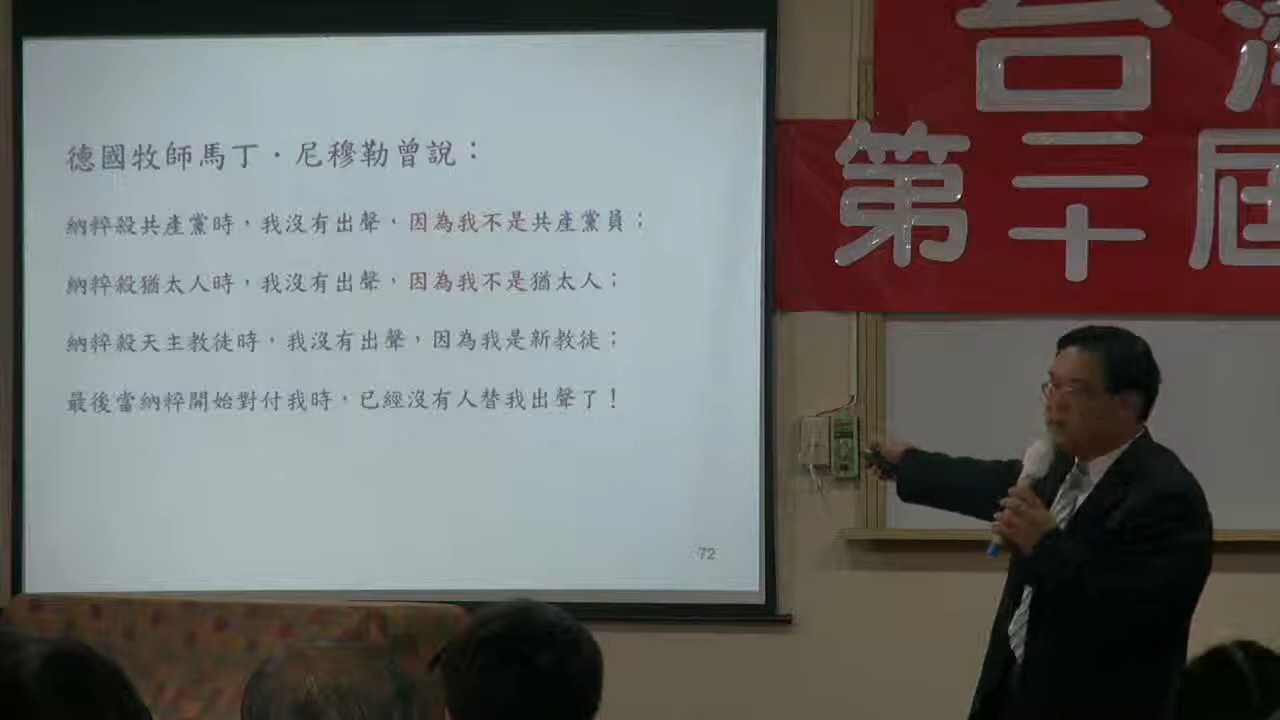 德國牧師馬丁·尼穆勒曾說：
納粹殺共產黨時，我沒有出聲，因為我不是共產黨員；
納粹殺猶太人時，我沒有出聲，因為我不是猶太人；
納粹殺天主教徒時，我沒有出聲，因為我是新教徒；
最後當納粹開始對付我時，已經沒有人替我出聲了！
72
台
第二十屆